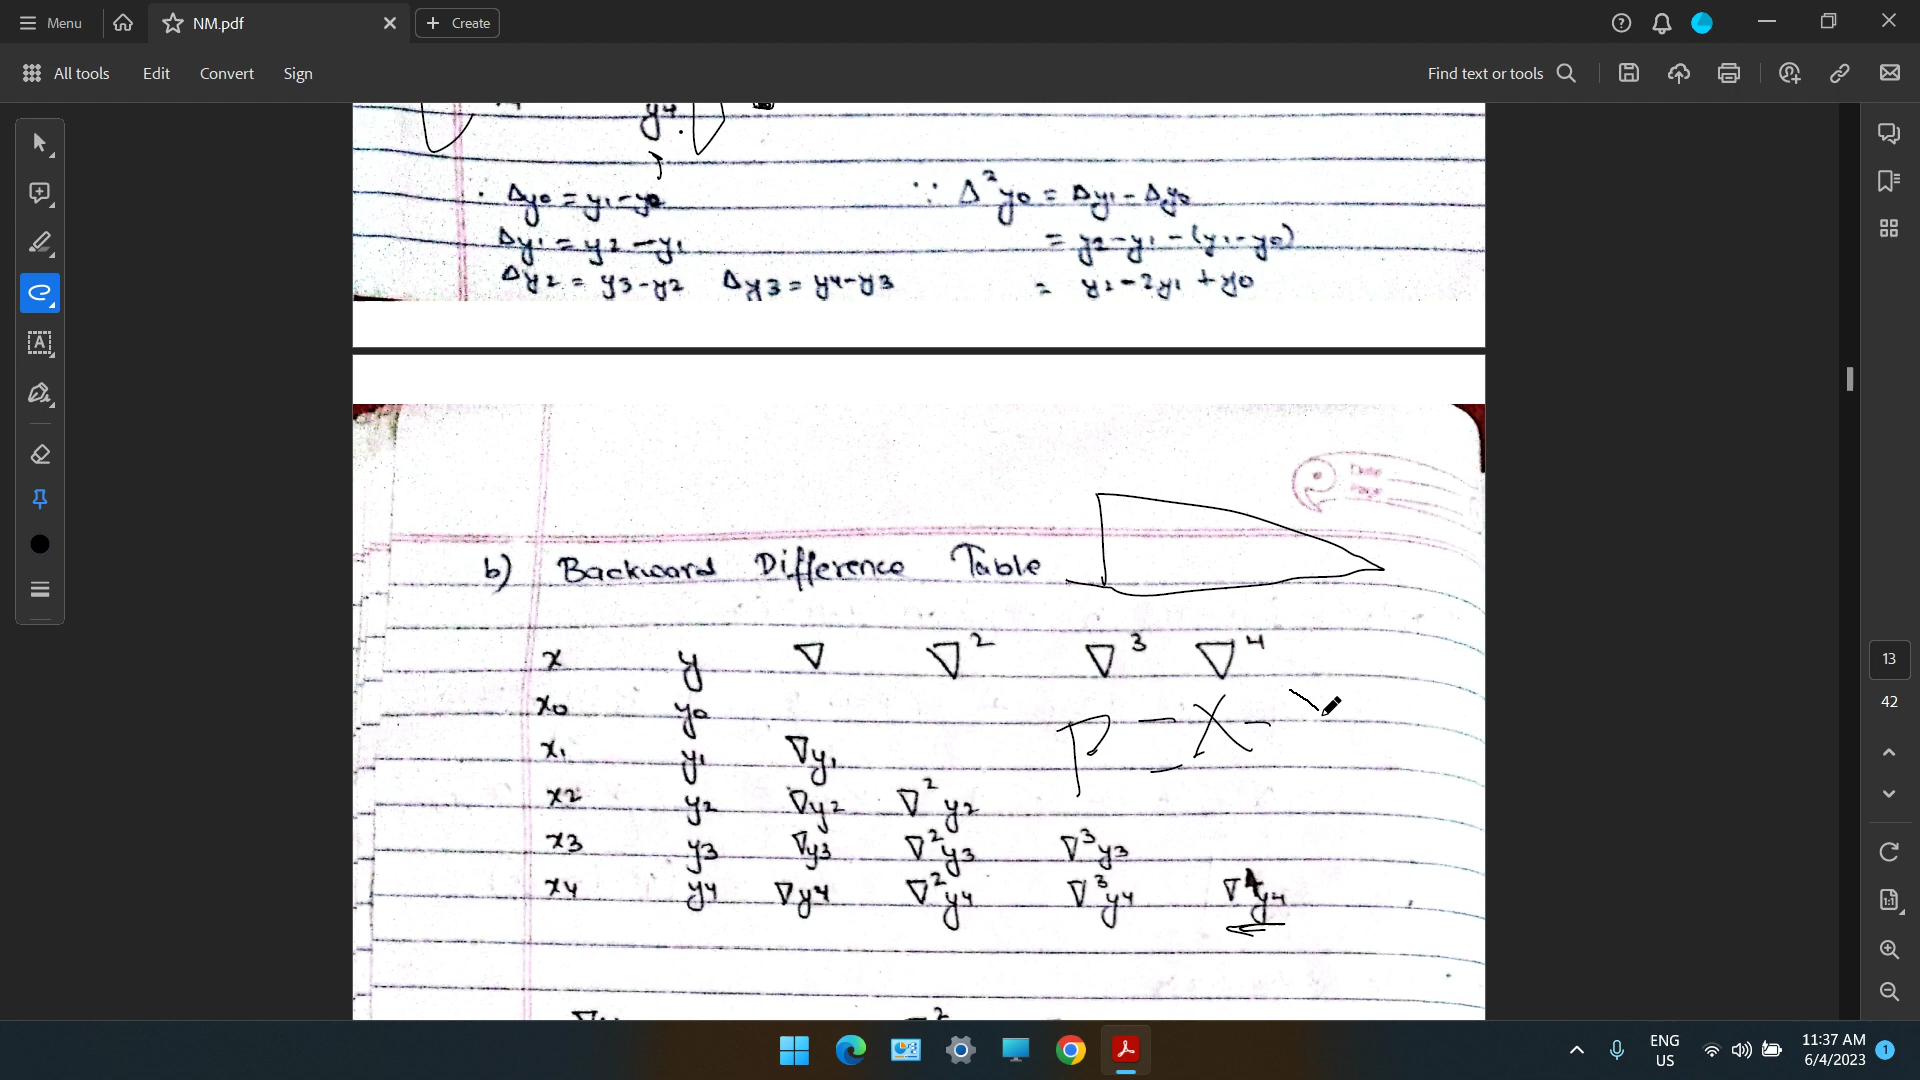 Menu
NM.pdf
Create
All tools
Edit
Convert
Sign
Find text or tools
y4.
Δy0 = y1-y0
∵ Δ²y0 = Δy1 - Δy0
Δy1 = y2 - y1
= y2-y1-(y1-y0)
Δy2 = y3-y2 Δy3 = y4-y3
= y2-2y1 + y0
b) Backward Difference Table
x y ∇ ∇² ∇³ ∇⁴
x0 y0
P = X -
x1 y1 ∇y1
x2 y2 ∇y2 ∇²y2
x3 y3 ∇y3 ∇²y3 ∇³y3
x4 y4 ∇y4 ∇²y4 ∇³y4 ∇⁴y4
13
42
ENG
US
11:37 AM
6/4/2023
1